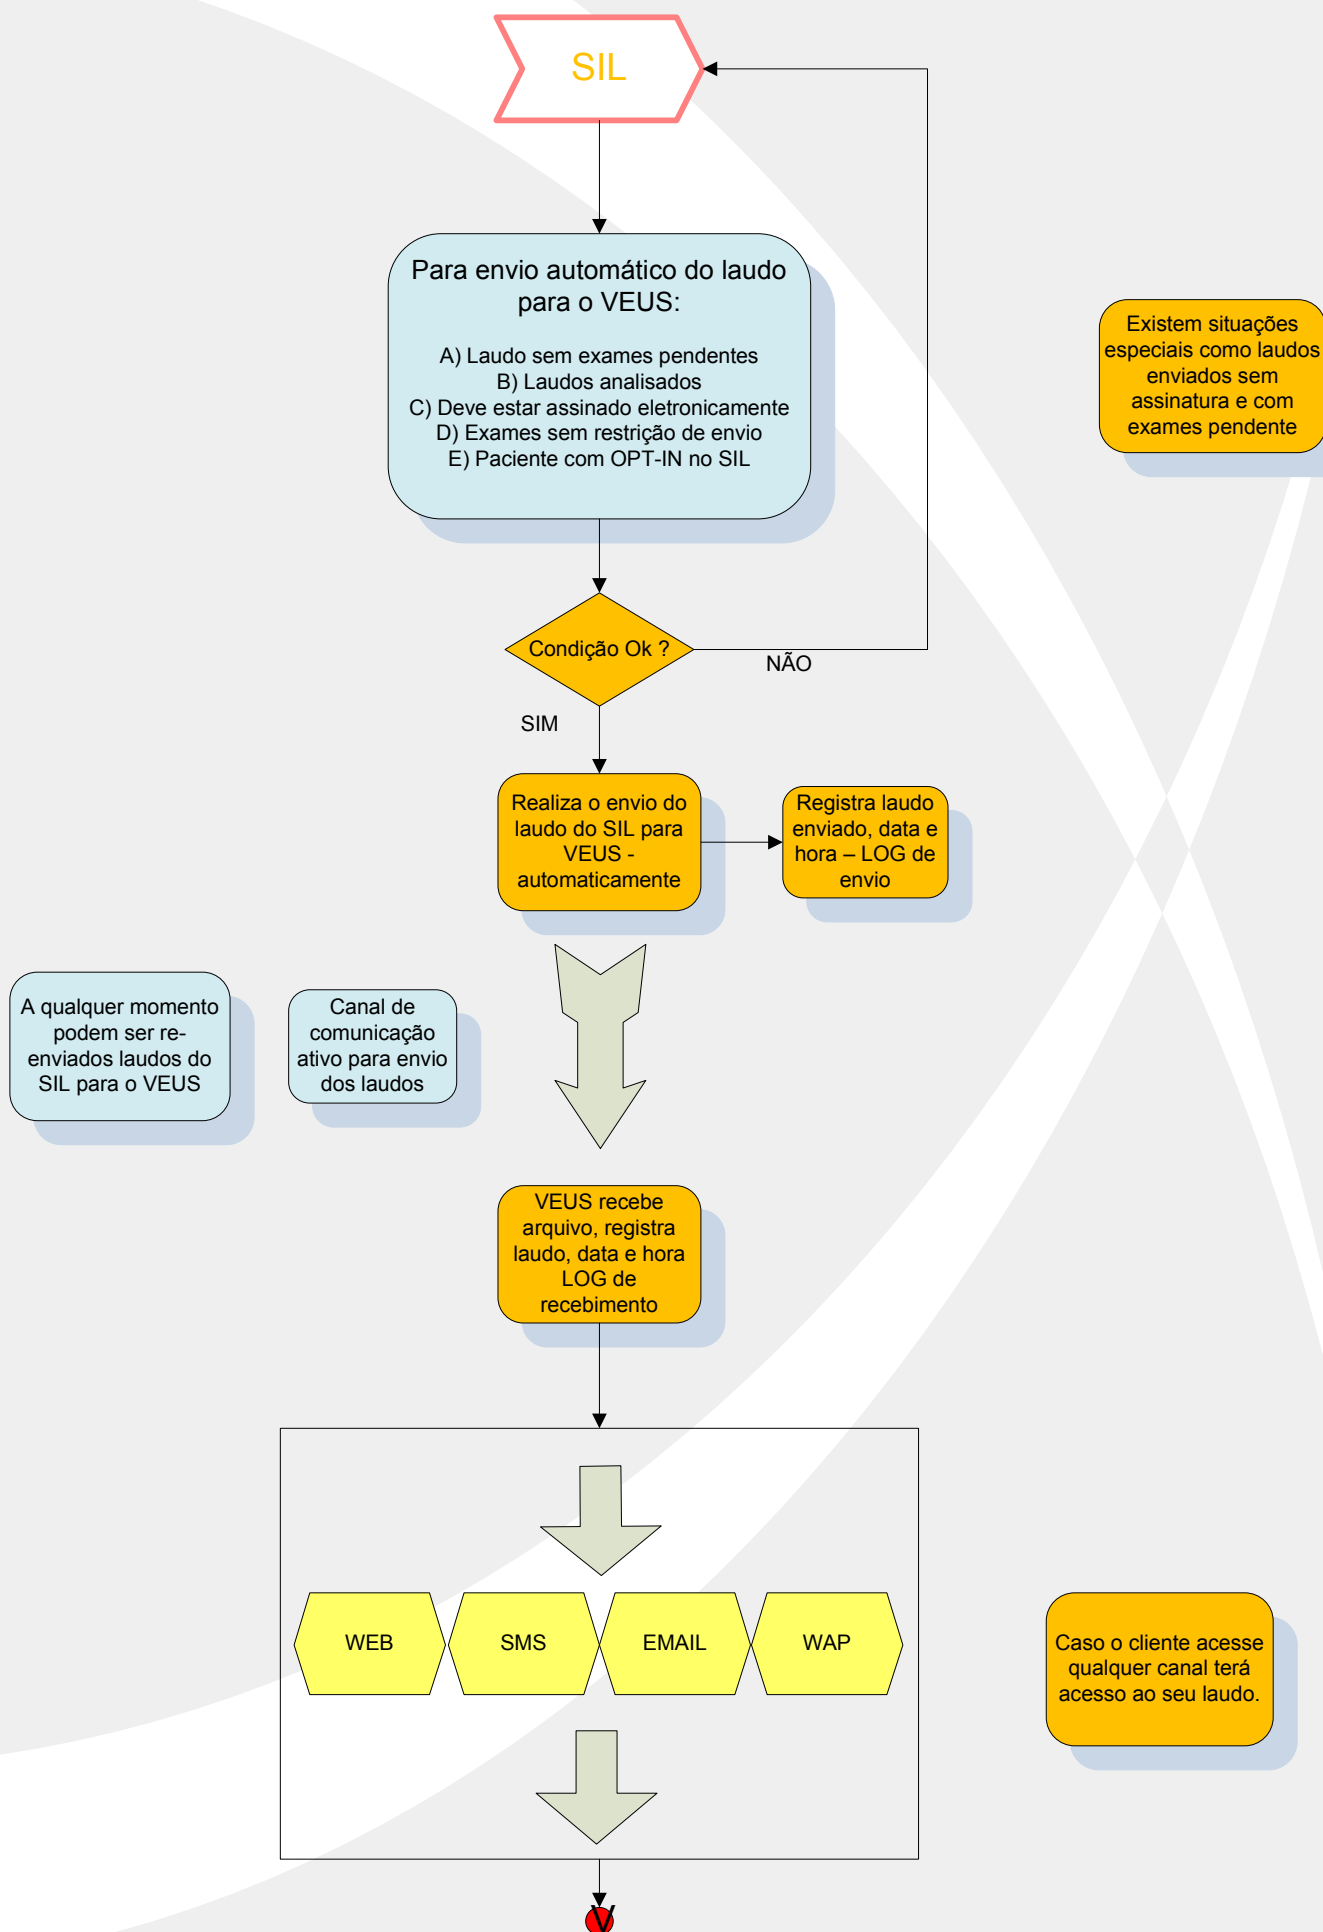 SIL
Para envio automático do laudo
para o VEUS:
A) Laudo sem exames pendentes
B) Laudos analisados
C) Deve estar assinado eletronicamente
D) Exames sem restrição de envio
E) Paciente com OPT-IN no SIL
Existem situações
especiais como laudos
enviados sem
assinatura e com
exames pendente
Condição Ok ?
NÃO
SIM
Realiza o envio do
laudo do SIL para
VEUS -
automaticamente
Registra laudo
enviado, data e
hora – LOG de
envio
A qualquer momento
podem ser re-
enviados laudos do
SIL para o VEUS
Canal de
comunicação
ativo para envio
dos laudos
VEUS recebe
arquivo, registra
laudo, data e hora
LOG de
recebimento
WEB
SMS
EMAIL
WAP
Caso o cliente acesse
qualquer canal terá
acesso ao seu laudo.
V